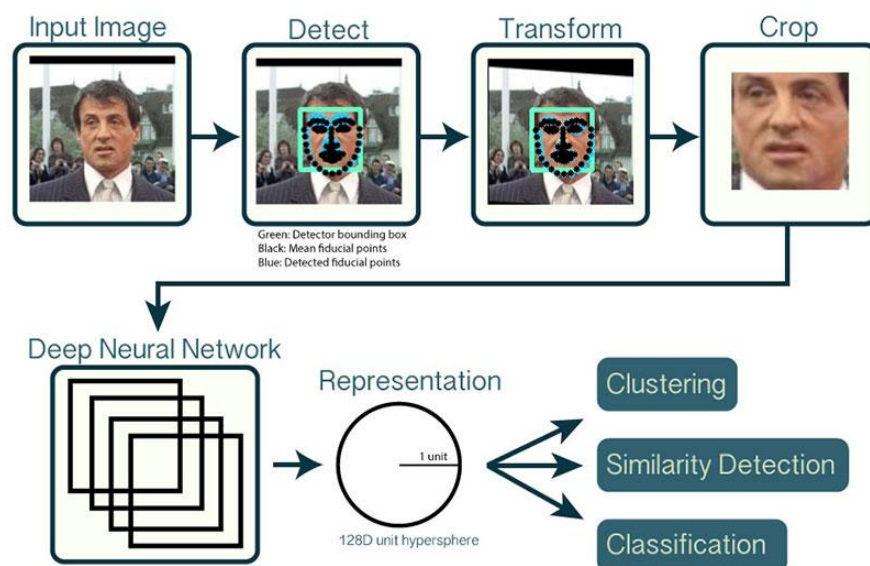 Input Image
Detect
Transform
Crop
Green: Detector bounding box
Black: Mean fiducial points
Blue: Detected fiducial points
Deep Neural Network
Representation
1 unit
128D unit hypersphere
Clustering
Similarity Detection
Classification